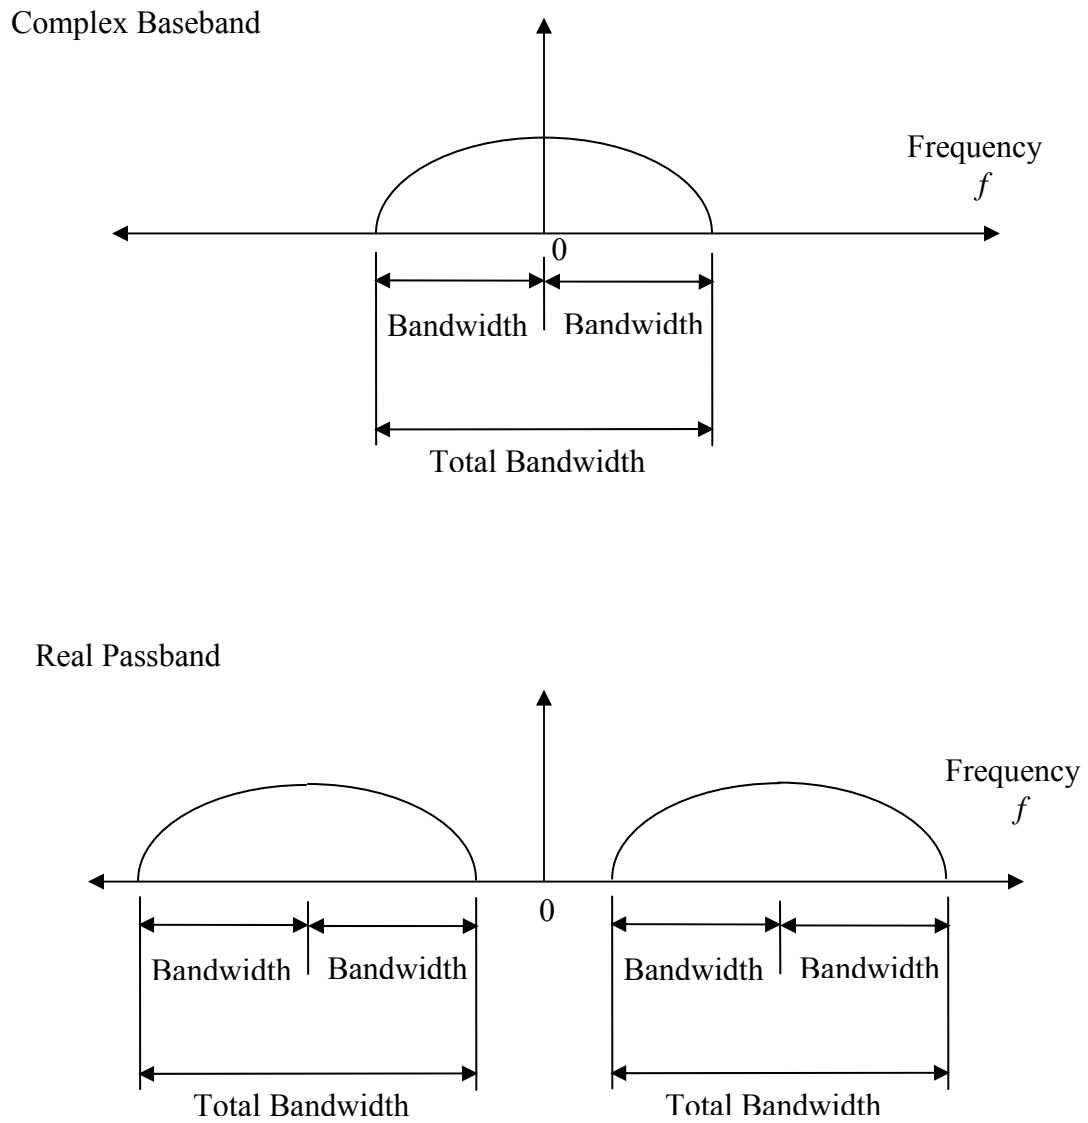 Complex Baseband
Frequency
f
0
Bandwidth Bandwidth
Total Bandwidth
Real Passband
Frequency
f
0
Bandwidth Bandwidth Bandwidth Bandwidth
Total Bandwidth Total Bandwidth